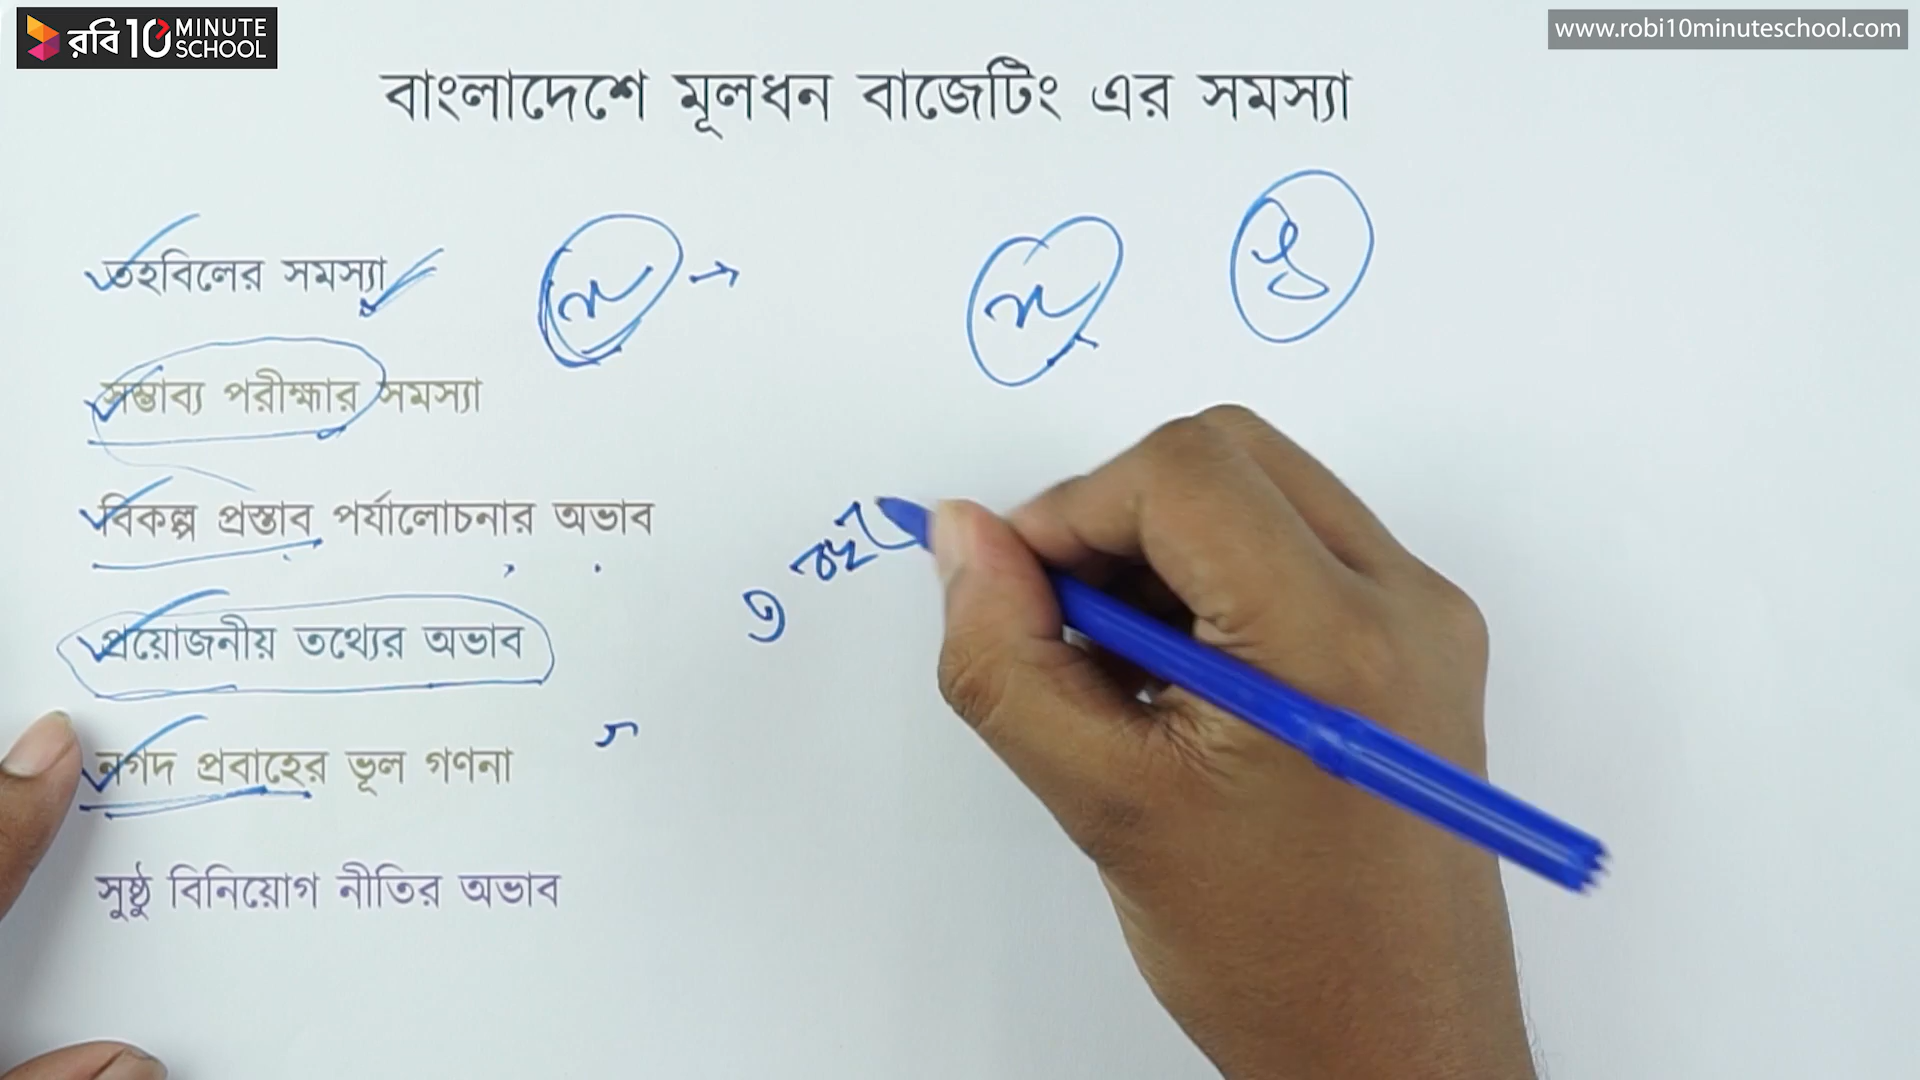 রবি 10 MINUTE SCHOOL
www.robi10minuteschool.com
বাংলাদেশে মূলধন বাজেটিং এর সমস্যা
তহবিলের সমস্যা
সম্ভাব্য পরীক্ষার সমস্যা
বিকল্প প্রস্তাব পর্যালোচনার অভাব
প্রয়োজনীয় তথ্যের অভাব
নগদ প্রবাহের ভূল গণনা
সুষ্ঠু বিনিয়োগ নীতির অভাব